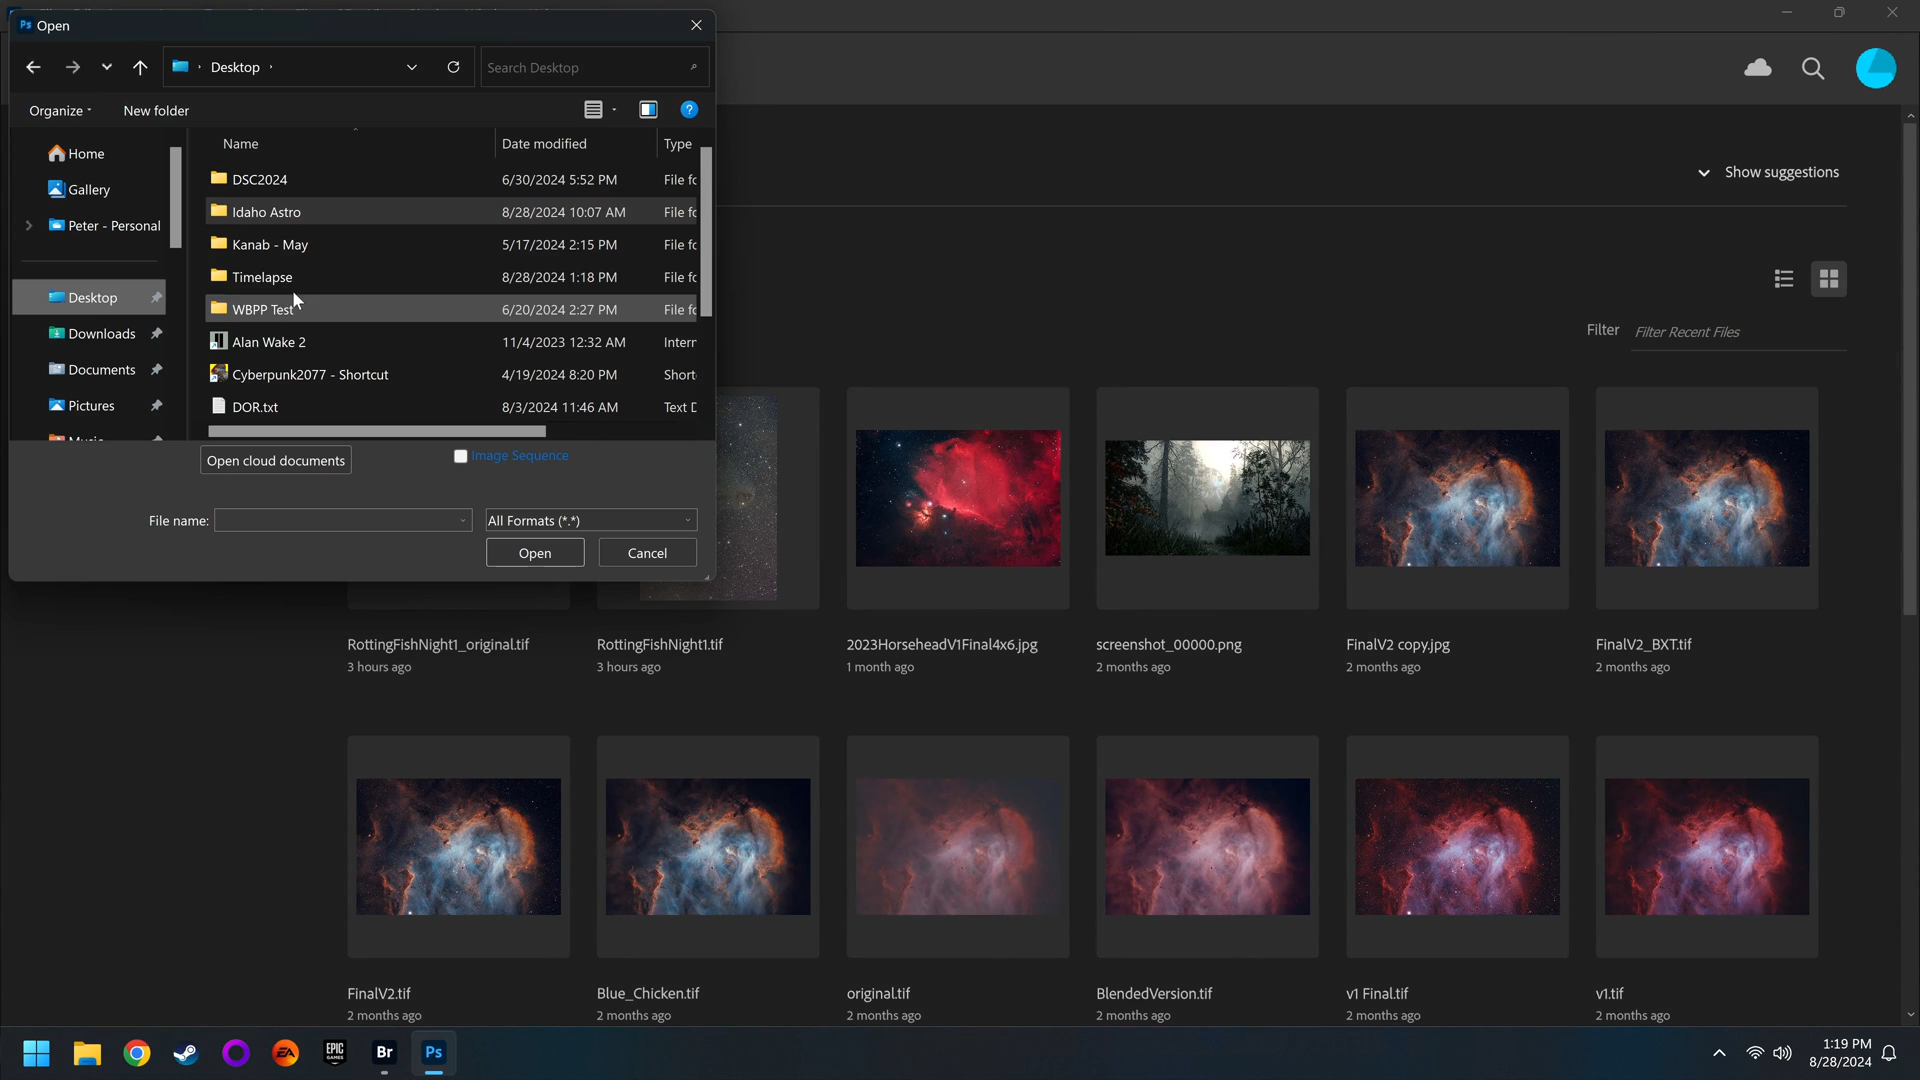 Ps Open
Desktop
Search Desktop
Organize
New folder
?
Name
Date modified
Type
Home
Gallery
Peter - Personal
Desktop
Downloads
Documents
Pictures
DSC2024 6/30/2024 5:52 PM File fo
Idaho Astro 8/28/2024 10:07 AM File fo
Kanab - May 5/17/2024 2:15 PM File fo
Timelapse 8/28/2024 1:18 PM File fo
WBPP Test 6/20/2024 2:27 PM File fo
Alan Wake 2 11/4/2023 12:32 AM Intern
Cyberpunk2077 - Shortcut 4/19/2024 8:20 PM Short
DOR.txt 8/3/2024 11:46 AM Text D
Open cloud documents
Image Sequence
File name:
All Formats (*.*)
Open
Cancel
Show suggestions
Filter
Filter Recent Files
RottingFishNight1_original.tif
3 hours ago
RottingFishNight1.tif
3 hours ago
2023HorseheadV1Final4x6.jpg
1 month ago
screenshot_00000.png
2 months ago
FinalV2 copy.jpg
2 months ago
FinalV2_BXT.tif
2 months ago
FinalV2.tif
2 months ago
Blue_Chicken.tif
2 months ago
original.tif
2 months ago
BlendedVersion.tif
2 months ago
v1 Final.tif
2 months ago
v1.tif
2 months ago
EA
EPIC
GAMES
Br
Ps
1:19 PM
8/28/2024